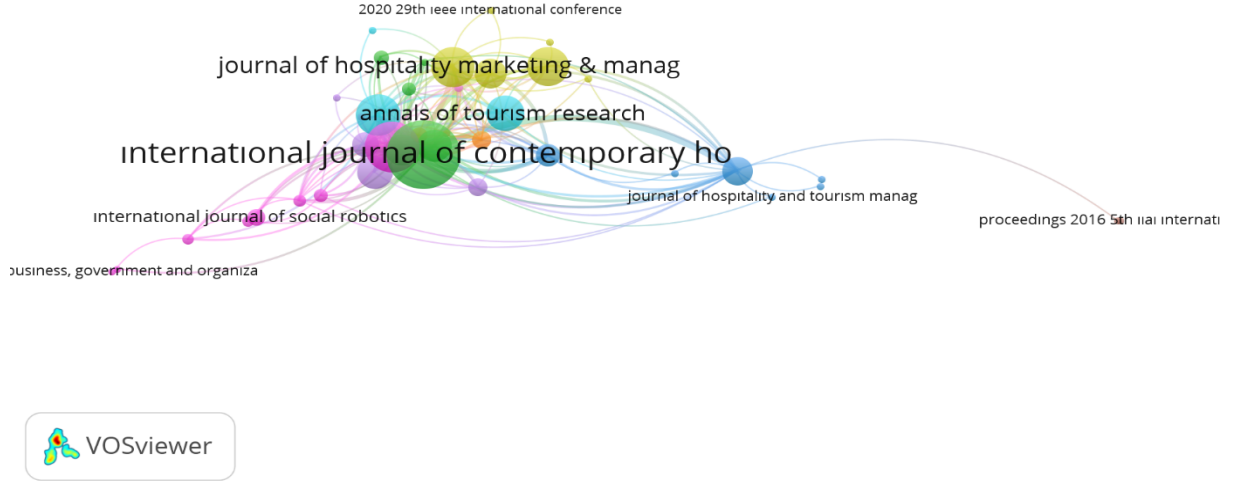 2020 29th ieee international conference
journal of hospitality marketing & manag
annals of tourism research
international journal of contemporary ho
journal of hospitality and tourism manag
international journal of social robotics
proceedings 2016 5th iiai internati
business, government and organiza
VOSviewer